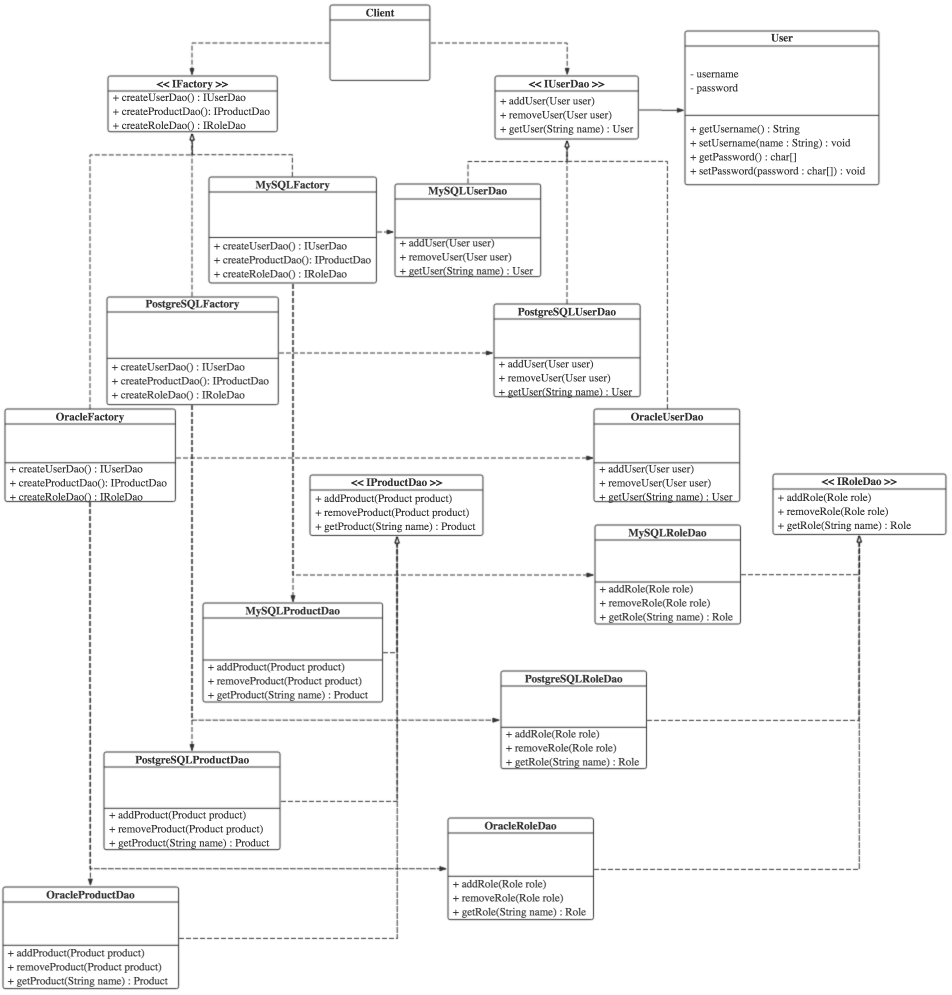 Client
<< IFactory >>
+ createUserDao() : IUserDao
+ createProductDao(): IProductDao
+ createRoleDao() : IRoleDao
<< IUserDao >>
+ addUser(User user)
+ removeUser(User user)
+ getUser(String name) : User
User
- username
- password
+ getUsername() : String
+ setUsername(name : String) : void
+ getPassword() : char[]
+ setPassword(password : char[]) : void
MySQLFactory
+ createUserDao() : IUserDao
+ createProductDao(): IProductDao
+ createRoleDao() : IRoleDao
MySQLUserDao
+ addUser(User user)
+ removeUser(User user)
+ getUser(String name) : User
PostgreSQLFactory
+ createUserDao() : IUserDao
+ createProductDao(): IProductDao
+ createRoleDao() : IRoleDao
PostgreSQLUserDao
+ addUser(User user)
+ removeUser(User user)
+ getUser(String name) : User
OracleFactory
+ createUserDao() : IUserDao
+ createProductDao(): IProductDao
+ createRoleDao() : IRoleDao
OracleUserDao
+ addUser(User user)
+ removeUser(User user)
+ getUser(String name) : User
<< IProductDao >>
+ addProduct(Product product)
+ removeProduct(Product product)
+ getProduct(String name) : Product
<< IRoleDao >>
+ addRole(Role role)
+ removeRole(Role role)
+ getRole(String name) : Role
MySQLRoleDao
+ addRole(Role role)
+ removeRole(Role role)
+ getRole(String name) : Role
MySQLProductDao
+ addProduct(Product product)
+ removeProduct(Product product)
+ getProduct(String name) : Product
PostgreSQLRoleDao
+ addRole(Role role)
+ removeRole(Role role)
+ getRole(String name) : Role
PostgreSQLProductDao
+ addProduct(Product product)
+ removeProduct(Product product)
+ getProduct(String name) : Product
OracleRoleDao
+ addRole(Role role)
+ removeRole(Role role)
+ getRole(String name) : Role
OracleProductDao
+ addProduct(Product product)
+ removeProduct(Product product)
+ getProduct(String name) : Product